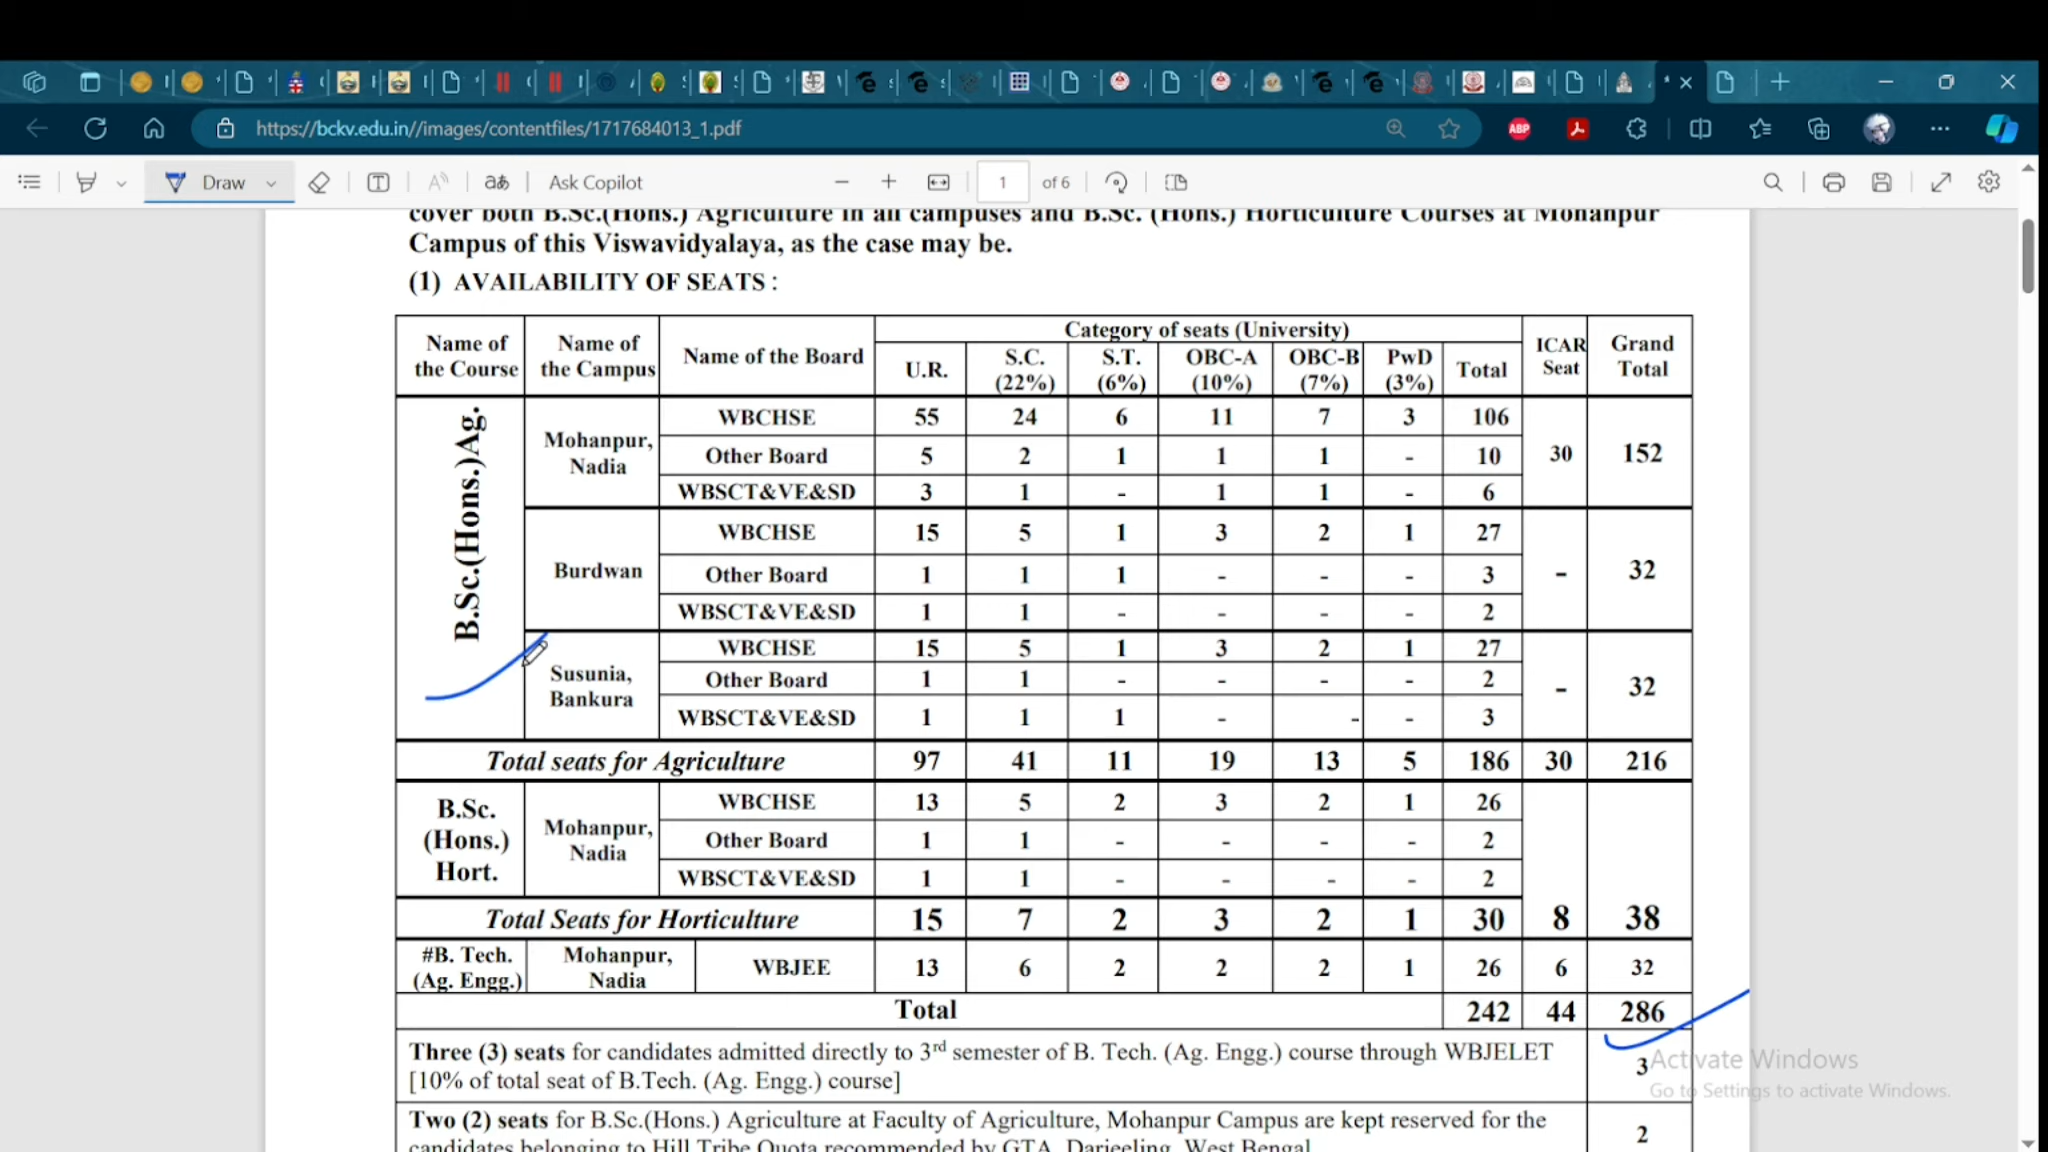 https://bckv.edu.in//images/contentfiles/1717684013_1.pdf
ABP
Draw
Ask Copilot
1 of 6
cover both B.Sc.(Hons.) Agriculture in all campuses and B.Sc. (Hons.) Horticulture Courses at Mohanpur
Campus of this Viswavidyalaya, as the case may be.
(1) AVAILABILITY OF SEATS :
Name of the Course Name of the Campus Name of the Board Category of seats (University) ICAR Seat Grand Total
U.R. S.C. (22%) S.T. (6%) OBC-A (10%) OBC-B (7%) PwD (3%) Total
B.Sc.(Hons.)Ag.
Mohanpur, Nadia WBCHSE 55 24 6 11 7 3 106 30 152
Other Board 5 2 1 1 1 - 10
WBSCT&VE&SD 3 1 - 1 1 - 6
Burdwan WBCHSE 15 5 1 3 2 1 27 - 32
Other Board 1 1 1 - - - 3
WBSCT&VE&SD 1 1 - - - - 2
Susunia, Bankura WBCHSE 15 5 1 3 2 1 27 - 32
Other Board 1 1 - - - - 2
WBSCT&VE&SD 1 1 1 - - - 3
Total seats for Agriculture 97 41 11 19 13 5 186 30 216
B.Sc. (Hons.) Hort. Mohanpur, Nadia WBCHSE 13 5 2 3 2 1 26
Other Board 1 1 - - - - 2
WBSCT&VE&SD 1 1 - - - - 2
Total Seats for Horticulture 15 7 2 3 2 1 30 8 38
#B. Tech. (Ag. Engg.) Mohanpur, Nadia WBJEE 13 6 2 2 2 1 26 6 32
Total 242 44 286
Three (3) seats for candidates admitted directly to 3rd semester of B. Tech. (Ag. Engg.) course through WBJELET
[10% of total seat of B.Tech. (Ag. Engg.) course] 3
Activate Windows
Go to Settings to activate Windows.
Two (2) seats for B.Sc.(Hons.) Agriculture at Faculty of Agriculture, Mohanpur Campus are kept reserved for the
candidates belonging to Hill Tribe Quota recommended by GTA, Darjeeling, West Bengal 2